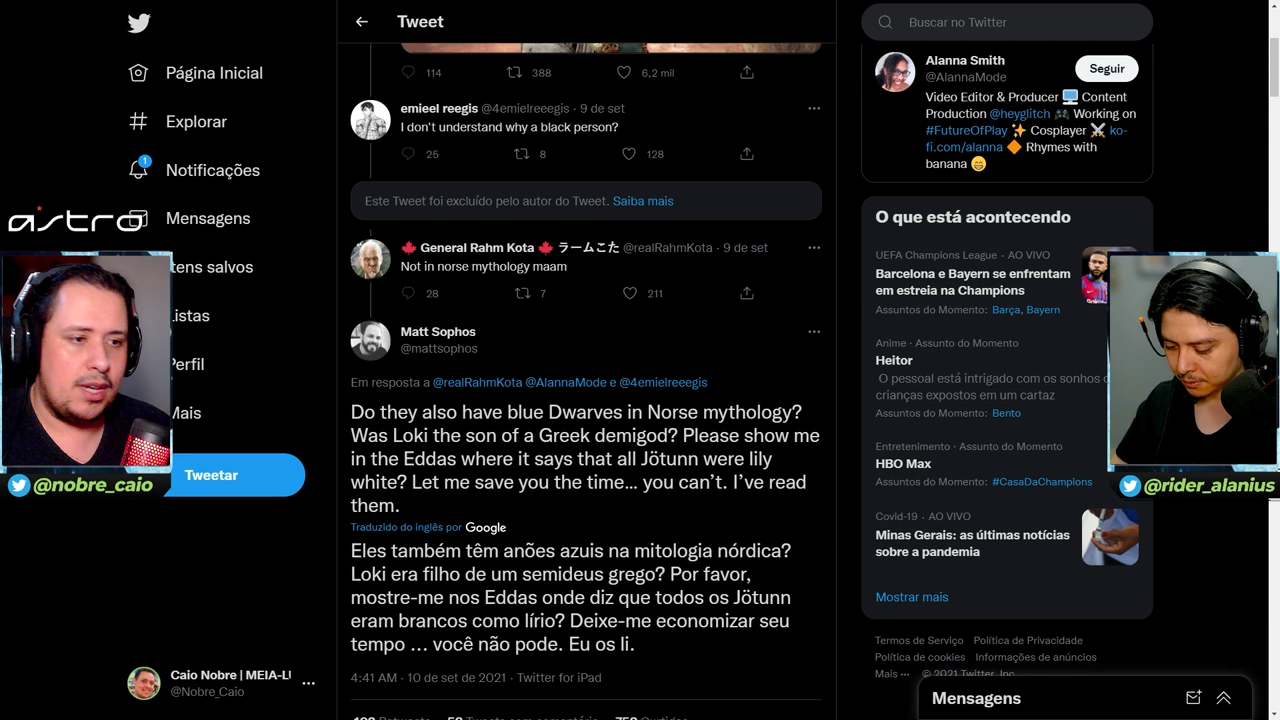 Tweet
Buscar no Twitter
Página Inicial
Explorar
1
Notificações
Mensagens
Itens salvos
Listas
Perfil
Mais
Tweetar
astro
@nobre_caio
Caio Nobre | MEIA-LU
@Nobre_Caio
114 388 6,2 mil
emieel reegis @4emielreeegis · 9 de set
I don't understand why a black person?
25 8 128
Este Tweet foi excluído pelo autor do Tweet. Saiba mais
General Rahm Kota ラームこた @realRahmKota · 9 de set
Not in norse mythology maam
28 7 211
Matt Sophos
@mattsophos
Em resposta a @realRahmKota @AlannaMode e @4emielreeegis
Do they also have blue Dwarves in Norse mythology?
Was Loki the son of a Greek demigod? Please show me
in the Eddas where it says that all Jötunn were lily
white? Let me save you the time... you can't. I've read
them.
Traduzido do inglês por Google
Eles também têm anões azuis na mitologia nórdica?
Loki era filho de um semideus grego? Por favor,
mostre-me nos Eddas onde diz que todos os Jötunn
eram brancos como lírio? Deixe-me economizar seu
tempo ... você não pode. Eu os li.
4:41 AM · 10 de set de 2021 · Twitter for iPad
Alanna Smith
@AlannaMode
Seguir
Video Editor & Producer Content
Production @heyglitch Working on
#FutureOfPlay Cosplayer ko-
fi.com/alanna Rhymes with
banana
O que está acontecendo
UEFA Champions League · AO VIVO
Barcelona e Bayern se enfrentam
em estreia na Champions
Assuntos do Momento: Barça, Bayern
Anime · Assunto do Momento
Heitor
O pessoal está intrigado com os sonhos
crianças expostos em um cartaz
Assuntos do Momento: Bento
Entretenimento · Assunto do Momento
HBO Max
Assuntos do Momento: #CasaDaChampions
Covid-19 · AO VIVO
Minas Gerais: as últimas notícias
sobre a pandemia
Mostrar mais
@rider_alanius
Termos de Serviço Política de Privacidade
Política de cookies Informações de anúncios
Mais ··· © 2021 Twitter, Inc.
Mensagens